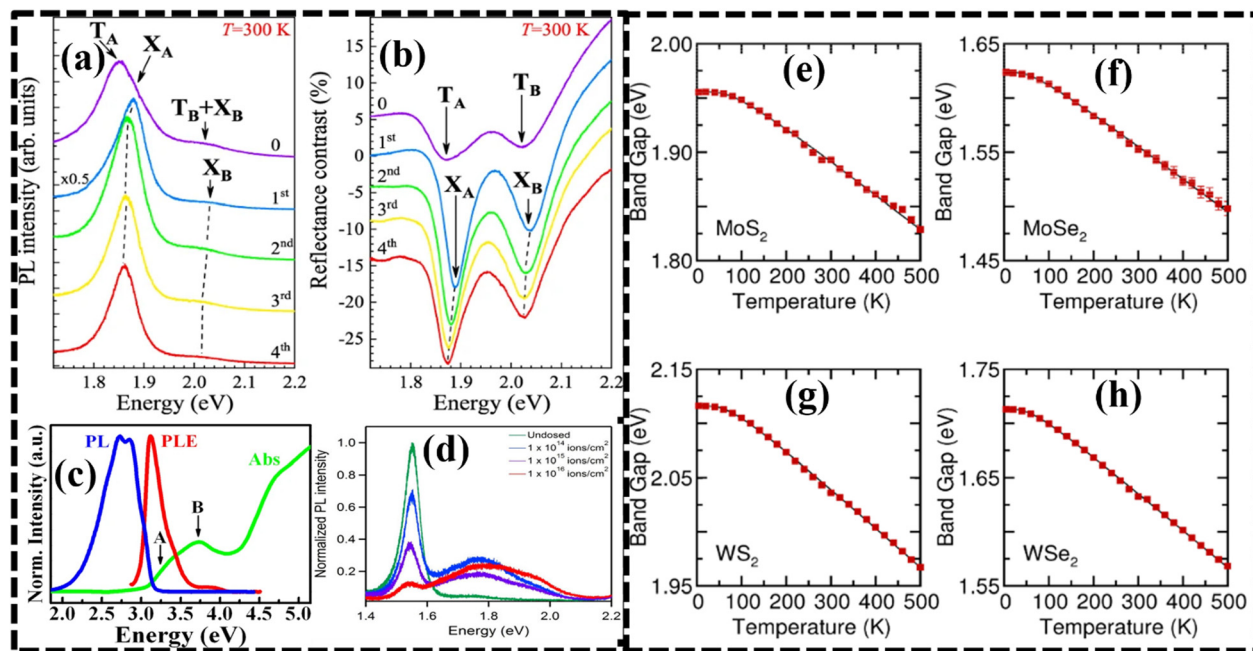 (a)
T_A
X_A
T=300 K
T_B+X_B
0
X_B
x0.5
1st
2nd
3rd
4th
PL intensity (arb. units)
1.8 1.9 2.0 2.1 2.2
Energy (eV)
(b)
T=300 K
0
T_A
T_B
1st
X_A
X_B
2nd
3rd
4th
Reflectance contrast (%)
15
10
5
0
-5
-10
-15
-20
-25
1.8 1.9 2.0 2.1 2.2
Energy (eV)
(c)
PL
PLE
Abs
A
B
Norm. Intensity (a.u.)
2.0 2.5 3.0 3.5 4.0 4.5 5.0
Energy (eV)
(d)
Undosed
1 x 10^14 ions/cm^2
1 x 10^15 ions/cm^2
1 x 10^16 ions/cm^2
Normalized PL intensity
1.0
0.8
0.6
0.4
0.2
1.4 1.6 1.8 2.0 2.2
Energy (eV)
(e)
2.00
1.90
1.80
Band Gap (eV)
MoS2
0 100 200 300 400 500
Temperature (K)
(f)
1.65
1.55
1.45
Band Gap (eV)
MoSe2
0 100 200 300 400 500
Temperature (K)
(g)
2.15
2.05
1.95
Band Gap (eV)
WS2
0 100 200 300 400 500
Temperature (K)
(h)
1.75
1.65
1.55
Band Gap (eV)
WSe2
0 100 200 300 400 500
Temperature (K)